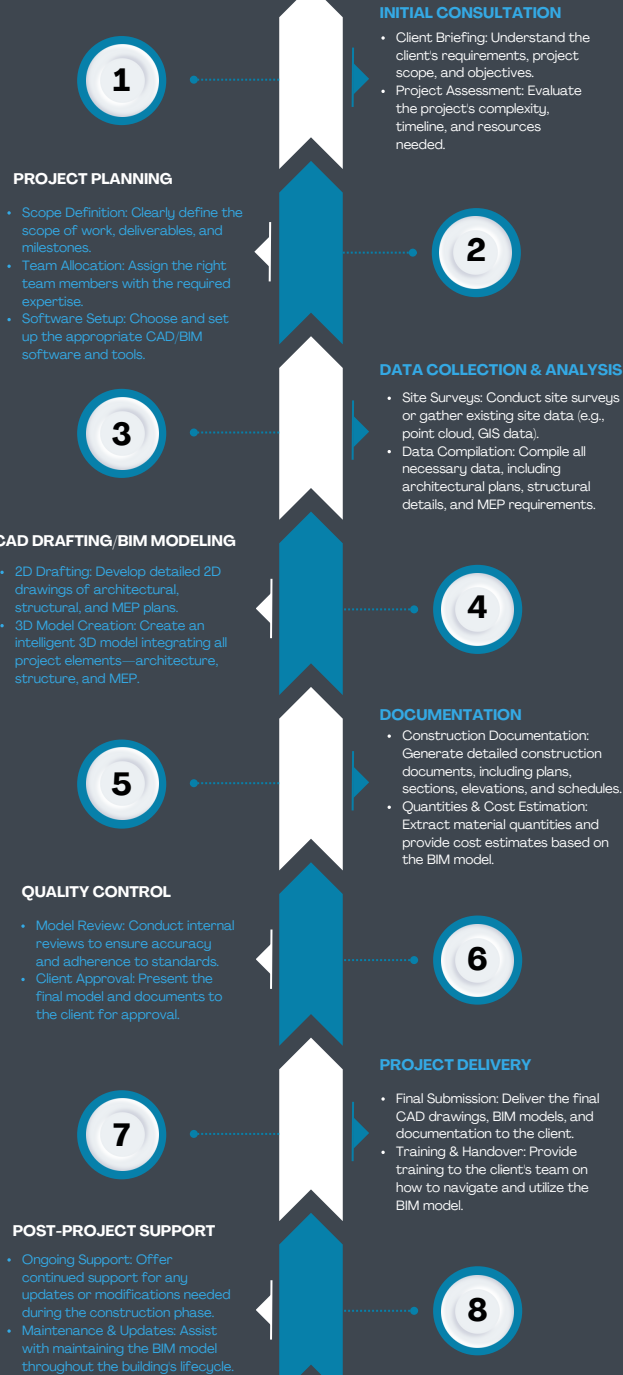 INITIAL CONSULTATION
• Client Briefing: Understand the
client's requirements, project
scope, and objectives.
• Project Assessment: Evaluate
the project's complexity,
timeline, and resources
needed.
1
PROJECT PLANNING
• Scope Definition: Clearly define the
scope of work, deliverables, and
milestones.
• Team Allocation: Assign the right
team members with the required
expertise.
• Software Setup: Choose and set
up the appropriate CAD/BIM
software and tools.
2
DATA COLLECTION & ANALYSIS
• Site Surveys: Conduct site surveys
or gather existing site data (e.g.,
point cloud, GIS data).
• Data Compilation: Compile all
necessary data, including
architectural plans, structural
details, and MEP requirements.
3
CAD DRAFTING/BIM MODELING
• 2D Drafting: Develop detailed 2D
drawings of architectural,
structural, and MEP plans.
• 3D Model Creation: Create an
intelligent 3D model integrating all
project elements—architecture,
structure, and MEP.
4
DOCUMENTATION
• Construction Documentation:
Generate detailed construction
documents, including plans,
sections, elevations, and schedules.
• Quantities & Cost Estimation:
Extract material quantities and
provide cost estimates based on
the BIM model.
5
QUALITY CONTROL
• Model Review: Conduct internal
reviews to ensure accuracy
and adherence to standards.
• Client Approval: Present the
final model and documents to
the client for approval.
6
PROJECT DELIVERY
• Final Submission: Deliver the final
CAD drawings, BIM models, and
documentation to the client.
• Training & Handover: Provide
training to the client's team on
how to navigate and utilize the
BIM model.
7
POST-PROJECT SUPPORT
• Ongoing Support: Offer
continued support for any
updates or modifications needed
during the construction phase.
• Maintenance & Updates: Assist
with maintaining the BIM model
throughout the building's lifecycle.
8